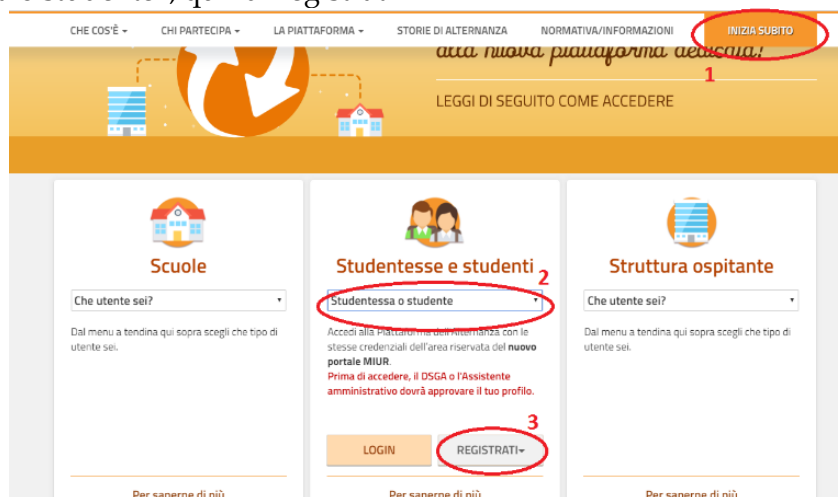 CHE COS'È
CHI PARTECIPA
LA PIATTAFORMA
STORIE DI ALTERNANZA
NORMATIVA/INFORMAZIONI
INIZIA SUBITO
1
alla nuova piattaforma dedicata!
LEGGI DI SEGUITO COME ACCEDERE
Scuole
Che utente sei?
Dal menu a tendina qui sopra scegli che tipo di
utente sei.
Per saperne di più
Studentesse e studenti
2
Studentessa o studente
Accedi alla Piattaforma dell'Alternanza con le
stesse credenziali dell'area riservata del nuovo
portale MIUR.
Prima di accedere, il DSGA o l'Assistente
amministrativo dovrà approvare il tuo profilo.
3
LOGIN
REGISTRATI
Per saperne di più
Struttura ospitante
Che utente sei?
Dal menu a tendina qui sopra scegli che tipo di
utente sei.
Per saperne di più